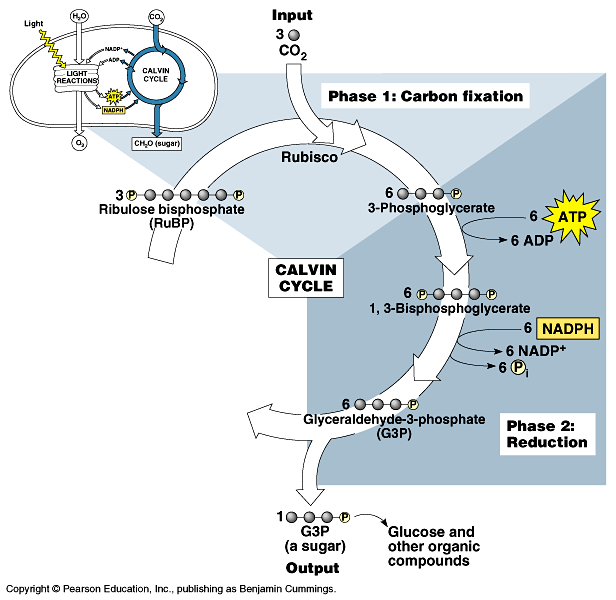 Light
H₂O
CO₂
NADP⁺
ADP
LIGHT
REACTIONS
CALVIN
CYCLE
ATP
NADPH
O₂
CH₂O (sugar)
Input
3
CO₂
Phase 1: Carbon fixation
Rubisco
3 P P
Ribulose bisphosphate
(RuBP)
6 P
3-Phosphoglycerate
6 ATP
6 ADP
CALVIN
CYCLE
6 P P
1, 3-Bisphosphoglycerate
6 NADPH
6 NADP⁺
6 Pi
6 P
Glyceraldehyde-3-phosphate
(G3P)
Phase 2:
Reduction
1 P
G3P
(a sugar)
Output
Glucose and
other organic
compounds
Copyright © Pearson Education, Inc., publishing as Benjamin Cummings.